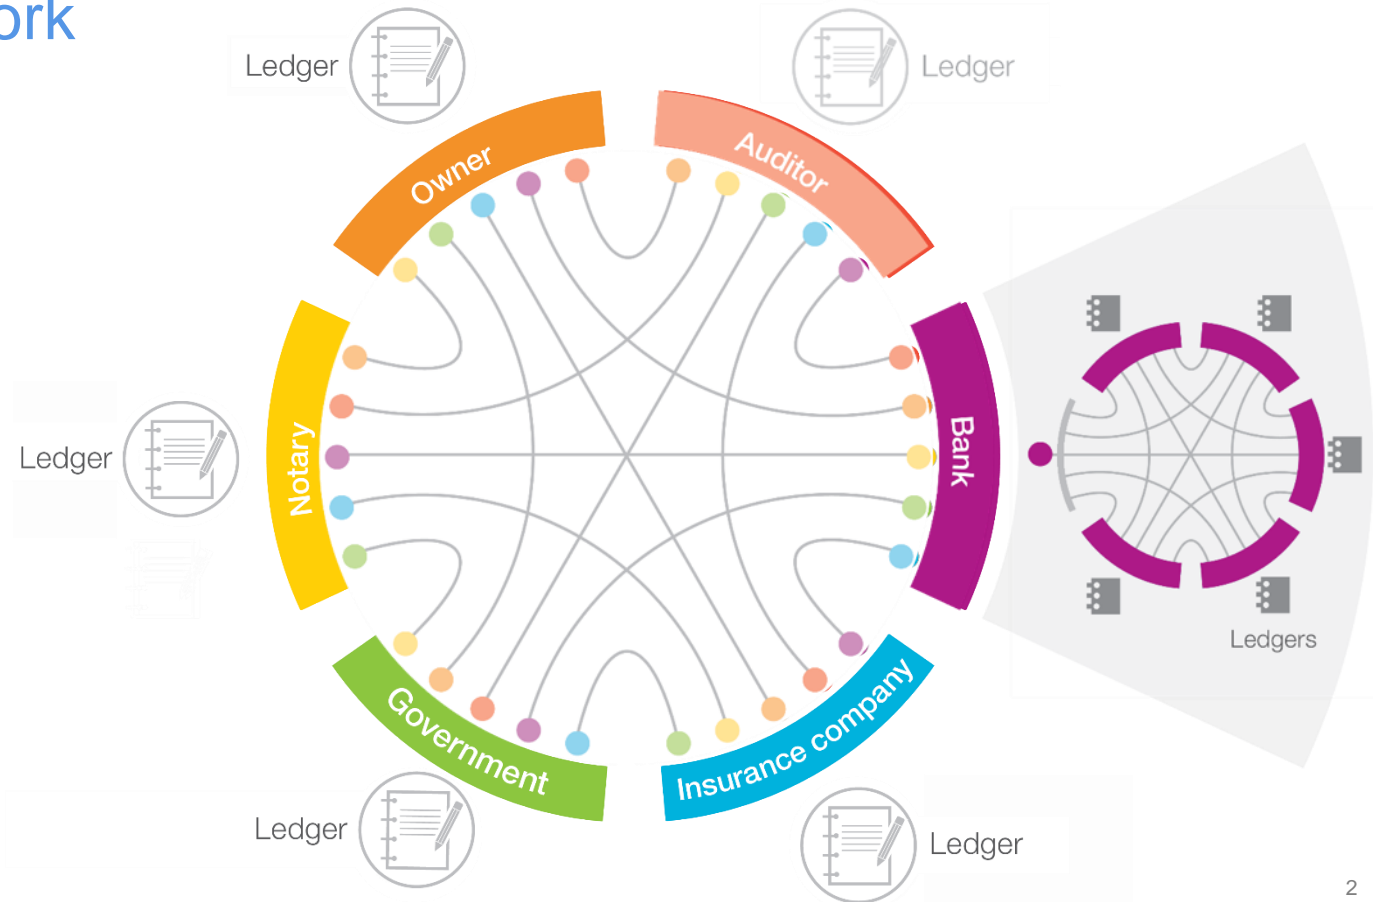 ork
Ledger
Ledger
Owner
Auditor
Notary
Bank
Ledger
Government
Insurance company
Ledgers
Ledger
Ledger
2